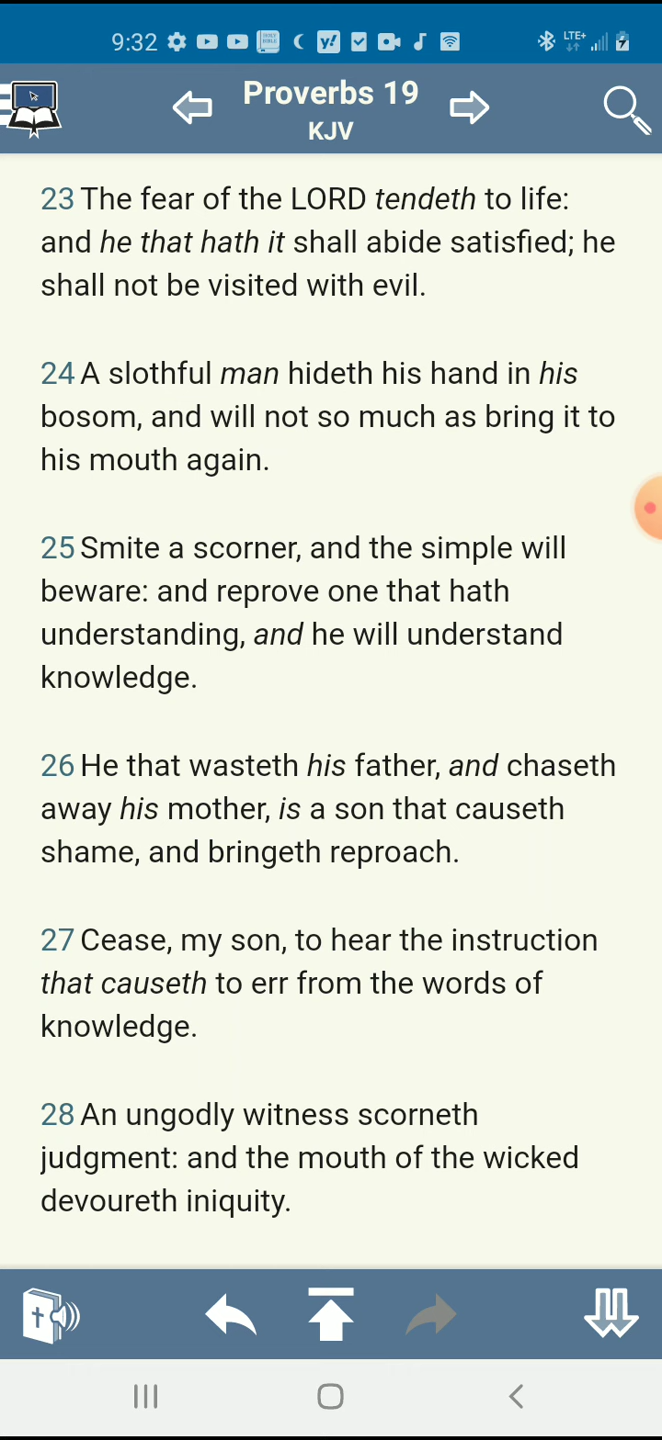 9:32
LTE+
Proverbs 19
KJV
23 The fear of the LORD tendeth to life:
and he that hath it shall abide satisfied; he
shall not be visited with evil.
24 A slothful man hideth his hand in his
bosom, and will not so much as bring it to
his mouth again.
25 Smite a scorner, and the simple will
beware: and reprove one that hath
understanding, and he will understand
knowledge.
26 He that wasteth his father, and chaseth
away his mother, is a son that causeth
shame, and bringeth reproach.
27 Cease, my son, to hear the instruction
that causeth to err from the words of
knowledge.
28 An ungodly witness scorneth
judgment: and the mouth of the wicked
devoureth iniquity.